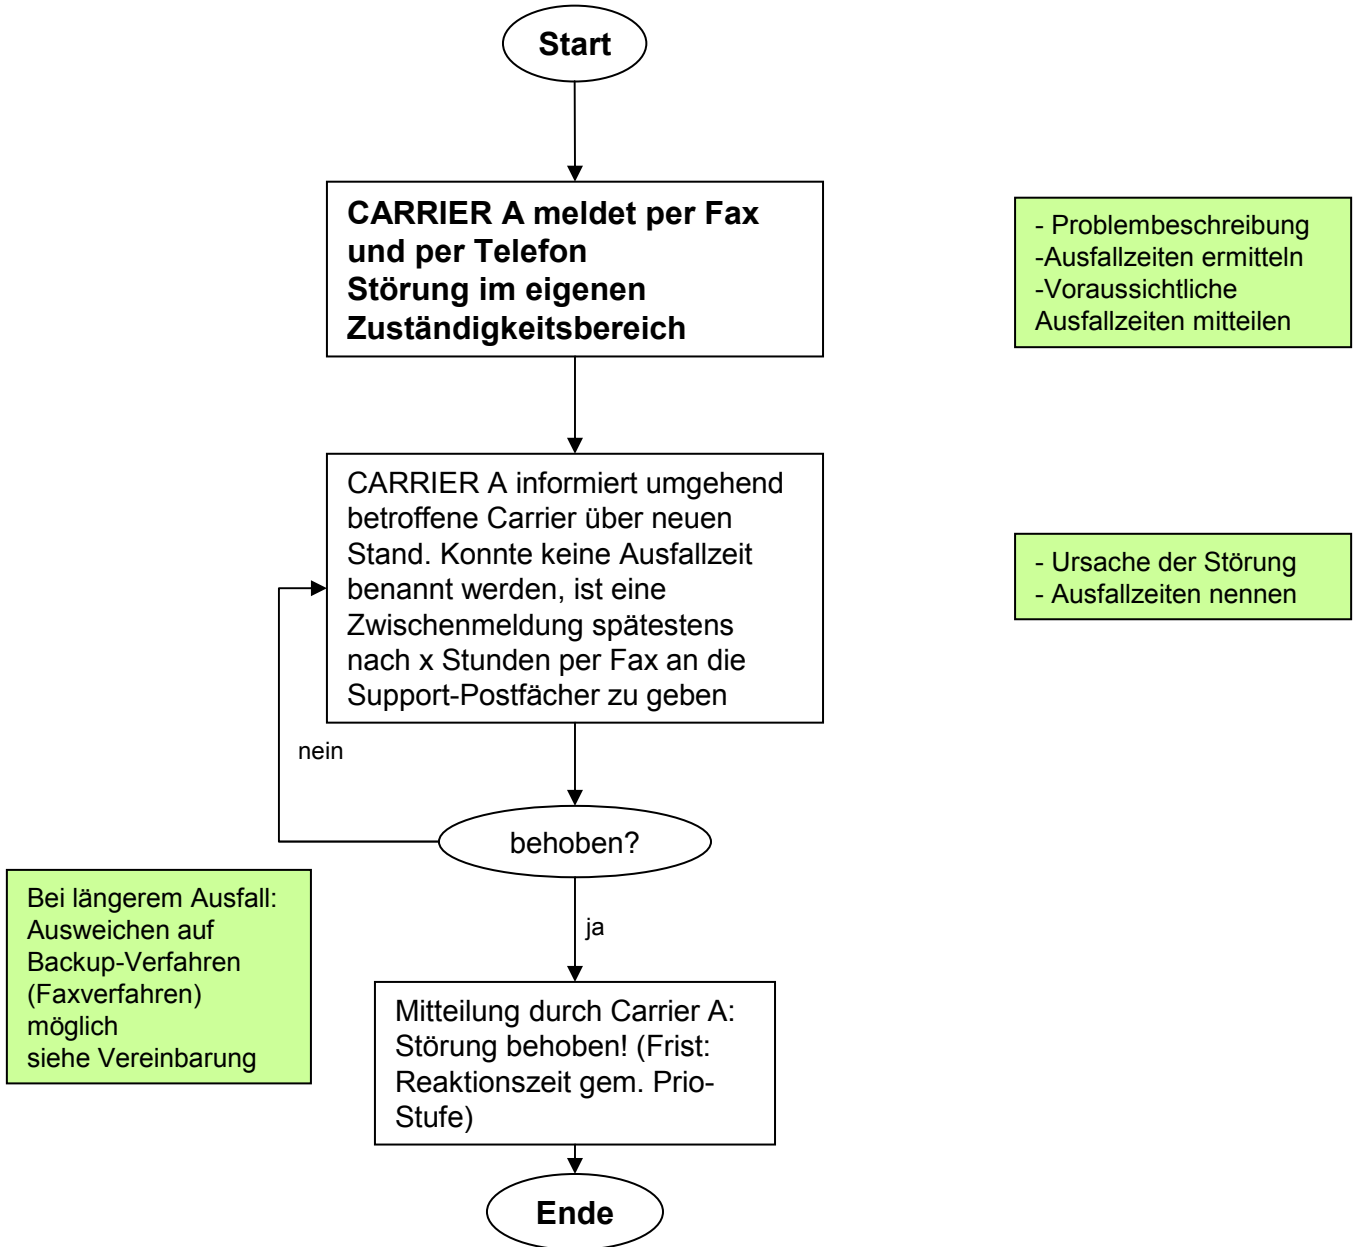 Start
CARRIER A meldet per Fax
und per Telefon
Störung im eigenen
Zuständigkeitsbereich
- Problembeschreibung
-Ausfallzeiten ermitteln
-Voraussichtliche
Ausfallzeiten mitteilen
CARRIER A informiert umgehend
betroffene Carrier über neuen
Stand. Konnte keine Ausfallzeit
benannt werden, ist eine
Zwischenmeldung spätestens
nach x Stunden per Fax an die
Support-Postfächer zu geben
- Ursache der Störung
- Ausfallzeiten nennen
nein
behoben?
Bei längerem Ausfall:
Ausweichen auf
Backup-Verfahren
(Faxverfahren)
möglich
siehe Vereinbarung
ja
Mitteilung durch Carrier A:
Störung behoben! (Frist:
Reaktionszeit gem. Prio-
Stufe)
Ende